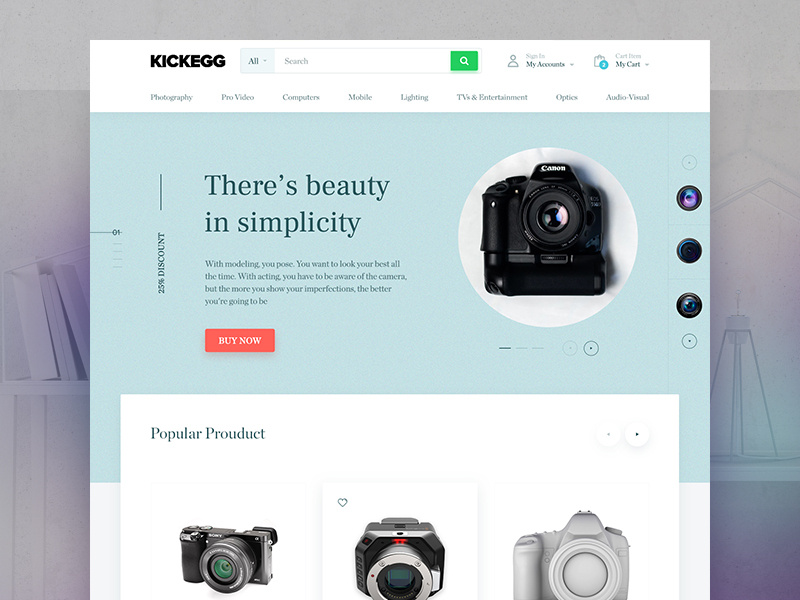 KICKEGG
All
Search
Sign In
My Accounts
2
Cart Item
My Cart
Photography
Pro Video
Computers
Mobile
Lighting
TVs & Entertainment
Optics
Audio-Visual
01
25% DISCOUNT
There's beauty
in simplicity
With modeling, you pose. You want to look your best all
the time. With acting, you have to be aware of the camera,
but the more you show your imperfections, the better
you're going to be
BUY NOW
Canon
Popular Prouduct
SONY